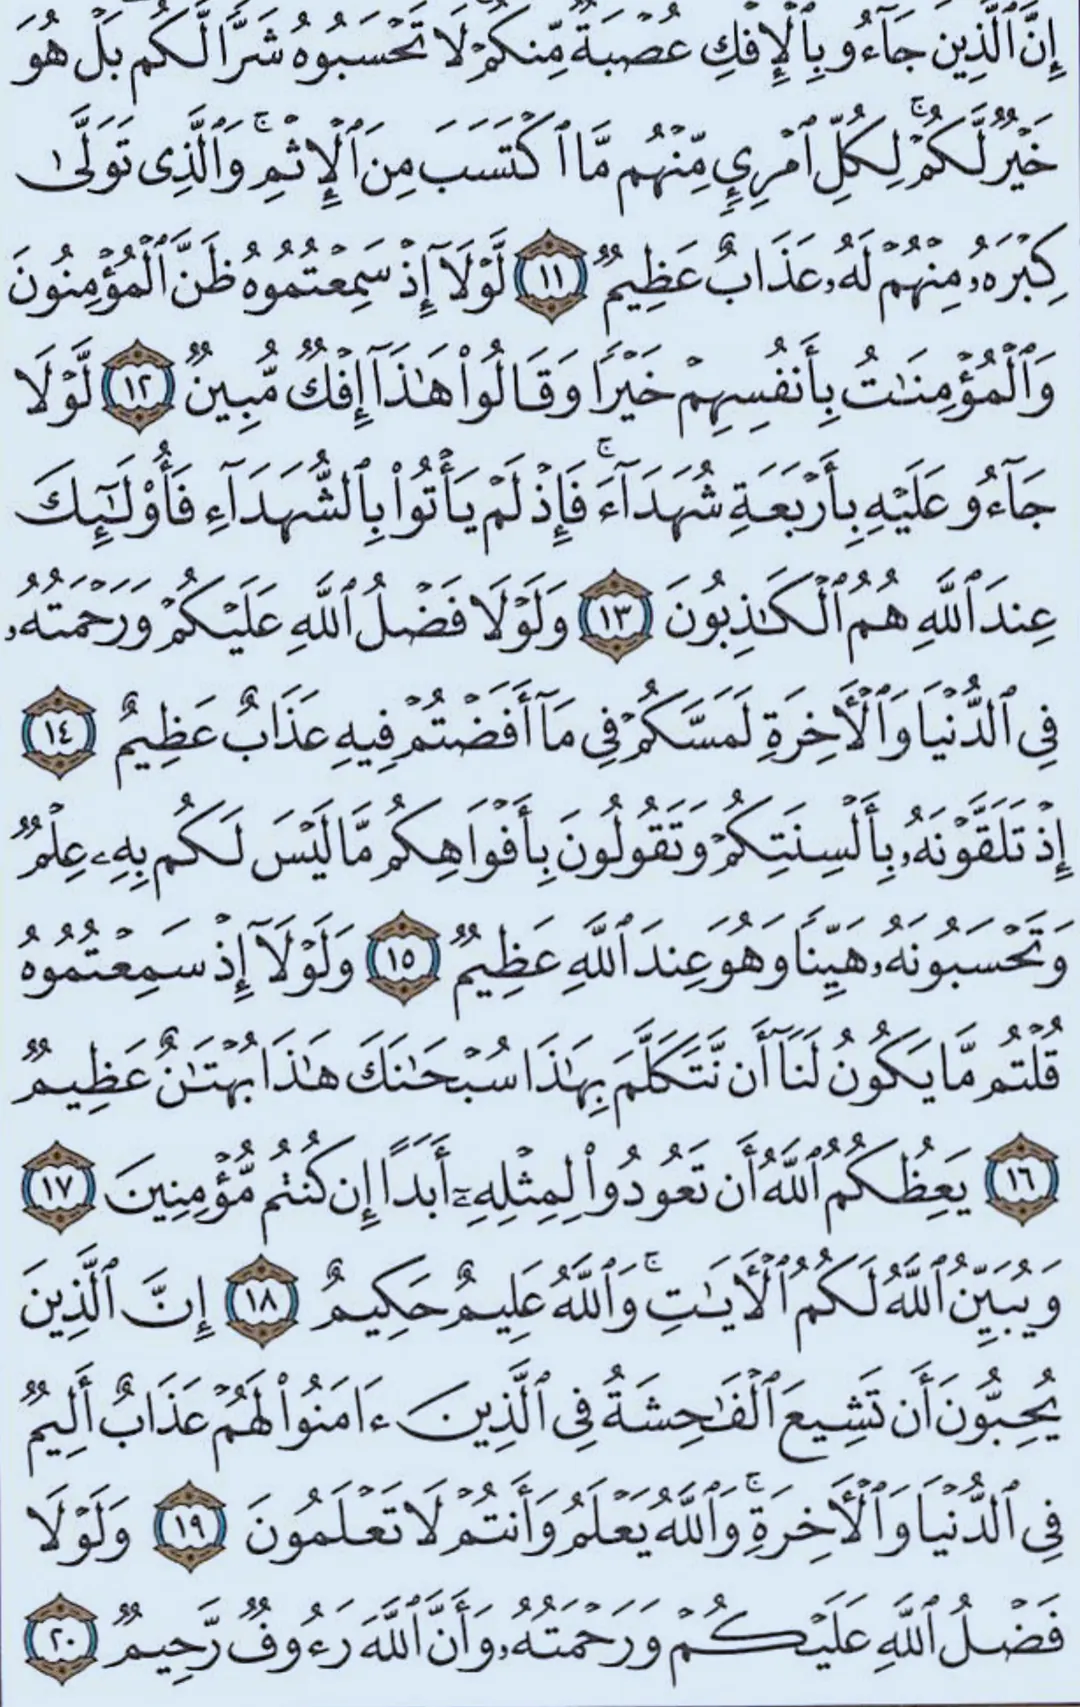 إِنَّ ٱلَّذِينَ جَآءُو بِٱلْإِفْكِ عُصْبَةٌ مِّنكُمْ لَا تَحْسَبُوهُ شَرًّا لَّكُم بَلْ هُوَ
خَيْرٌ لَّكُمْ ۚ لِكُلِّ ٱمْرِئٍ مِّنْهُم مَّا ٱكْتَسَبَ مِنَ ٱلْإِثْمِ ۚ وَٱلَّذِى تَوَلَّىٰ
كِبْرَهُۥ مِنْهُمْ لَهُۥ عَذَابٌ عَظِيمٌ ١١ لَّوْلَآ إِذْ سَمِعْتُمُوهُ ظَنَّ ٱلْمُؤْمِنُونَ
وَٱلْمُؤْمِنَٰتُ بِأَنفُسِهِمْ خَيْرًا وَقَالُوا۟ هَٰذَآ إِفْكٌ مُّبِينٌ ١٢ لَّوْلَا
جَآءُو عَلَيْهِ بِأَرْبَعَةِ شُهَدَآءَ ۚ فَإِذْ لَمْ يَأْتُوا۟ بِٱلشُّهَدَآءِ فَأُو۟لَٰٓئِكَ
عِندَ ٱللَّهِ هُمُ ٱلْكَٰذِبُونَ ١٣ وَلَوْلَا فَضْلُ ٱللَّهِ عَلَيْكُمْ وَرَحْمَتُهُۥ
فِى ٱلدُّنْيَا وَٱلْءَاخِرَةِ لَمَسَّكُمْ فِى مَآ أَفَضْتُمْ فِيهِ عَذَابٌ عَظِيمٌ ١٤
إِذْ تَلَقَّوْنَهُۥ بِأَلْسِنَتِكُمْ وَتَقُولُونَ بِأَفْوَاهِكُم مَّا لَيْسَ لَكُم بِهِۦ عِلْمٌ
وَتَحْسَبُونَهُۥ هَيِّنًا وَهُوَ عِندَ ٱللَّهِ عَظِيمٌ ١٥ وَلَوْلَآ إِذْ سَمِعْتُمُوهُ
قُلْتُم مَّا يَكُونُ لَنَآ أَن نَّتَكَلَّمَ بِهَٰذَا سُبْحَٰنَكَ هَٰذَا بُهْتَٰنٌ عَظِيمٌ
١٦ يَعِظُكُمُ ٱللَّهُ أَن تَعُودُوا۟ لِمِثْلِهِۦٓ أَبَدًا إِن كُنتُم مُّؤْمِنِينَ ١٧
وَيُبَيِّنُ ٱللَّهُ لَكُمُ ٱلْءَايَٰتِ ۚ وَٱللَّهُ عَلِيمٌ حَكِيمٌ ١٨ إِنَّ ٱلَّذِينَ
يُحِبُّونَ أَن تَشِيعَ ٱلْفَٰحِشَةُ فِى ٱلَّذِينَ ءَامَنُوا۟ لَهُمْ عَذَابٌ أَلِيمٌ
فِى ٱلدُّنْيَا وَٱلْءَاخِرَةِ ۚ وَٱللَّهُ يَعْلَمُ وَأَنتُمْ لَا تَعْلَمُونَ ١٩ وَلَوْلَا
فَضْلُ ٱللَّهِ عَلَيْكُمْ وَرَحْمَتُهُۥ وَأَنَّ ٱللَّهَ رَءُوفٌ رَّحِيمٌ ٢٠